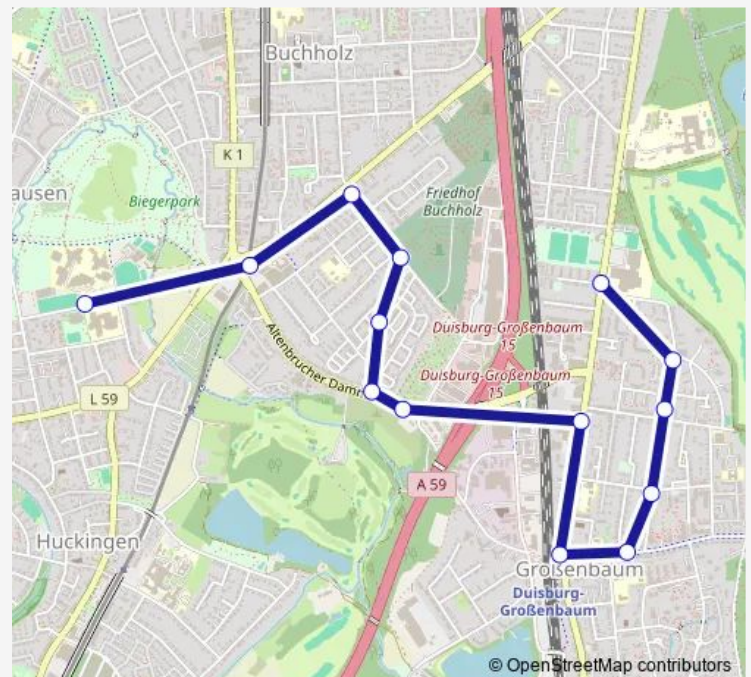 Buchholz
K 1
ausen
Biegerpark
Friedhof
Buchholz
Duisburg-Großenbaum
15
Altenbrucher Damm
Duisburg-Großenbaum
15
L 59
A 59
Huckingen
Großenbaum
Duisburg-
Großenbaum
© OpenStreetMap contributors